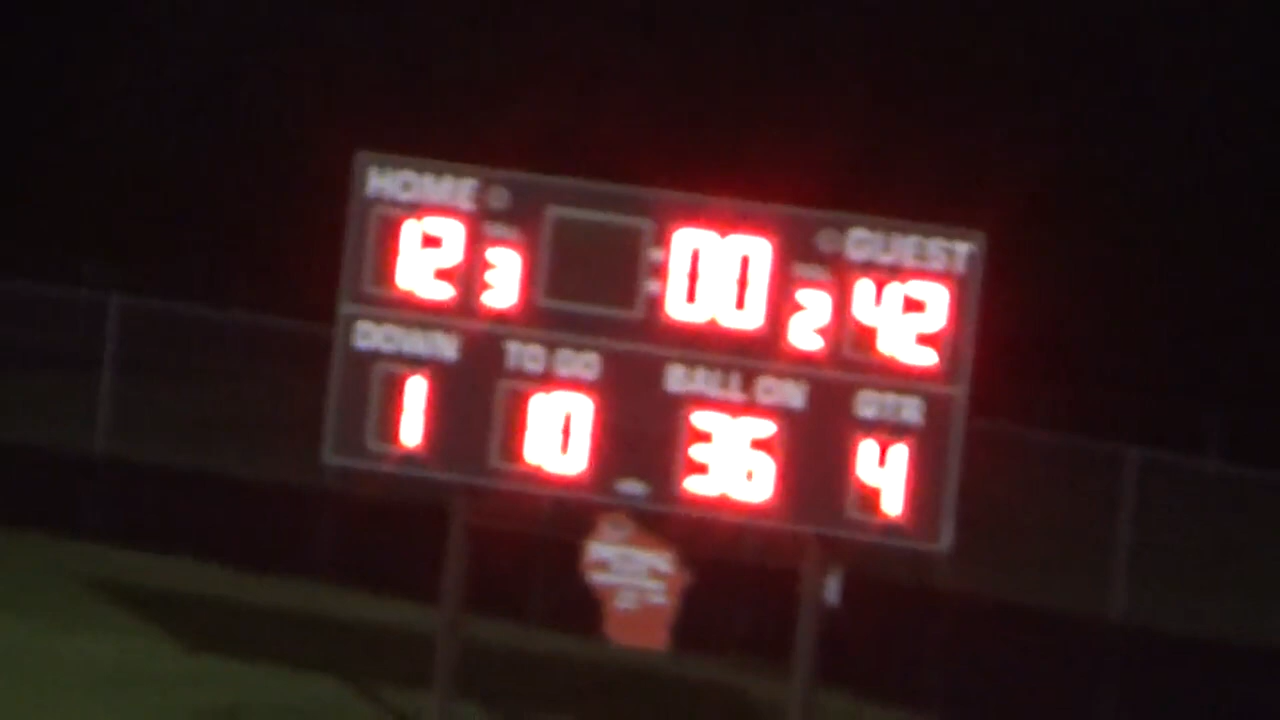 HOME GUEST
12 3 : 00 2 42
DOWN TO GO BALL ON QTR
1 10 36 4